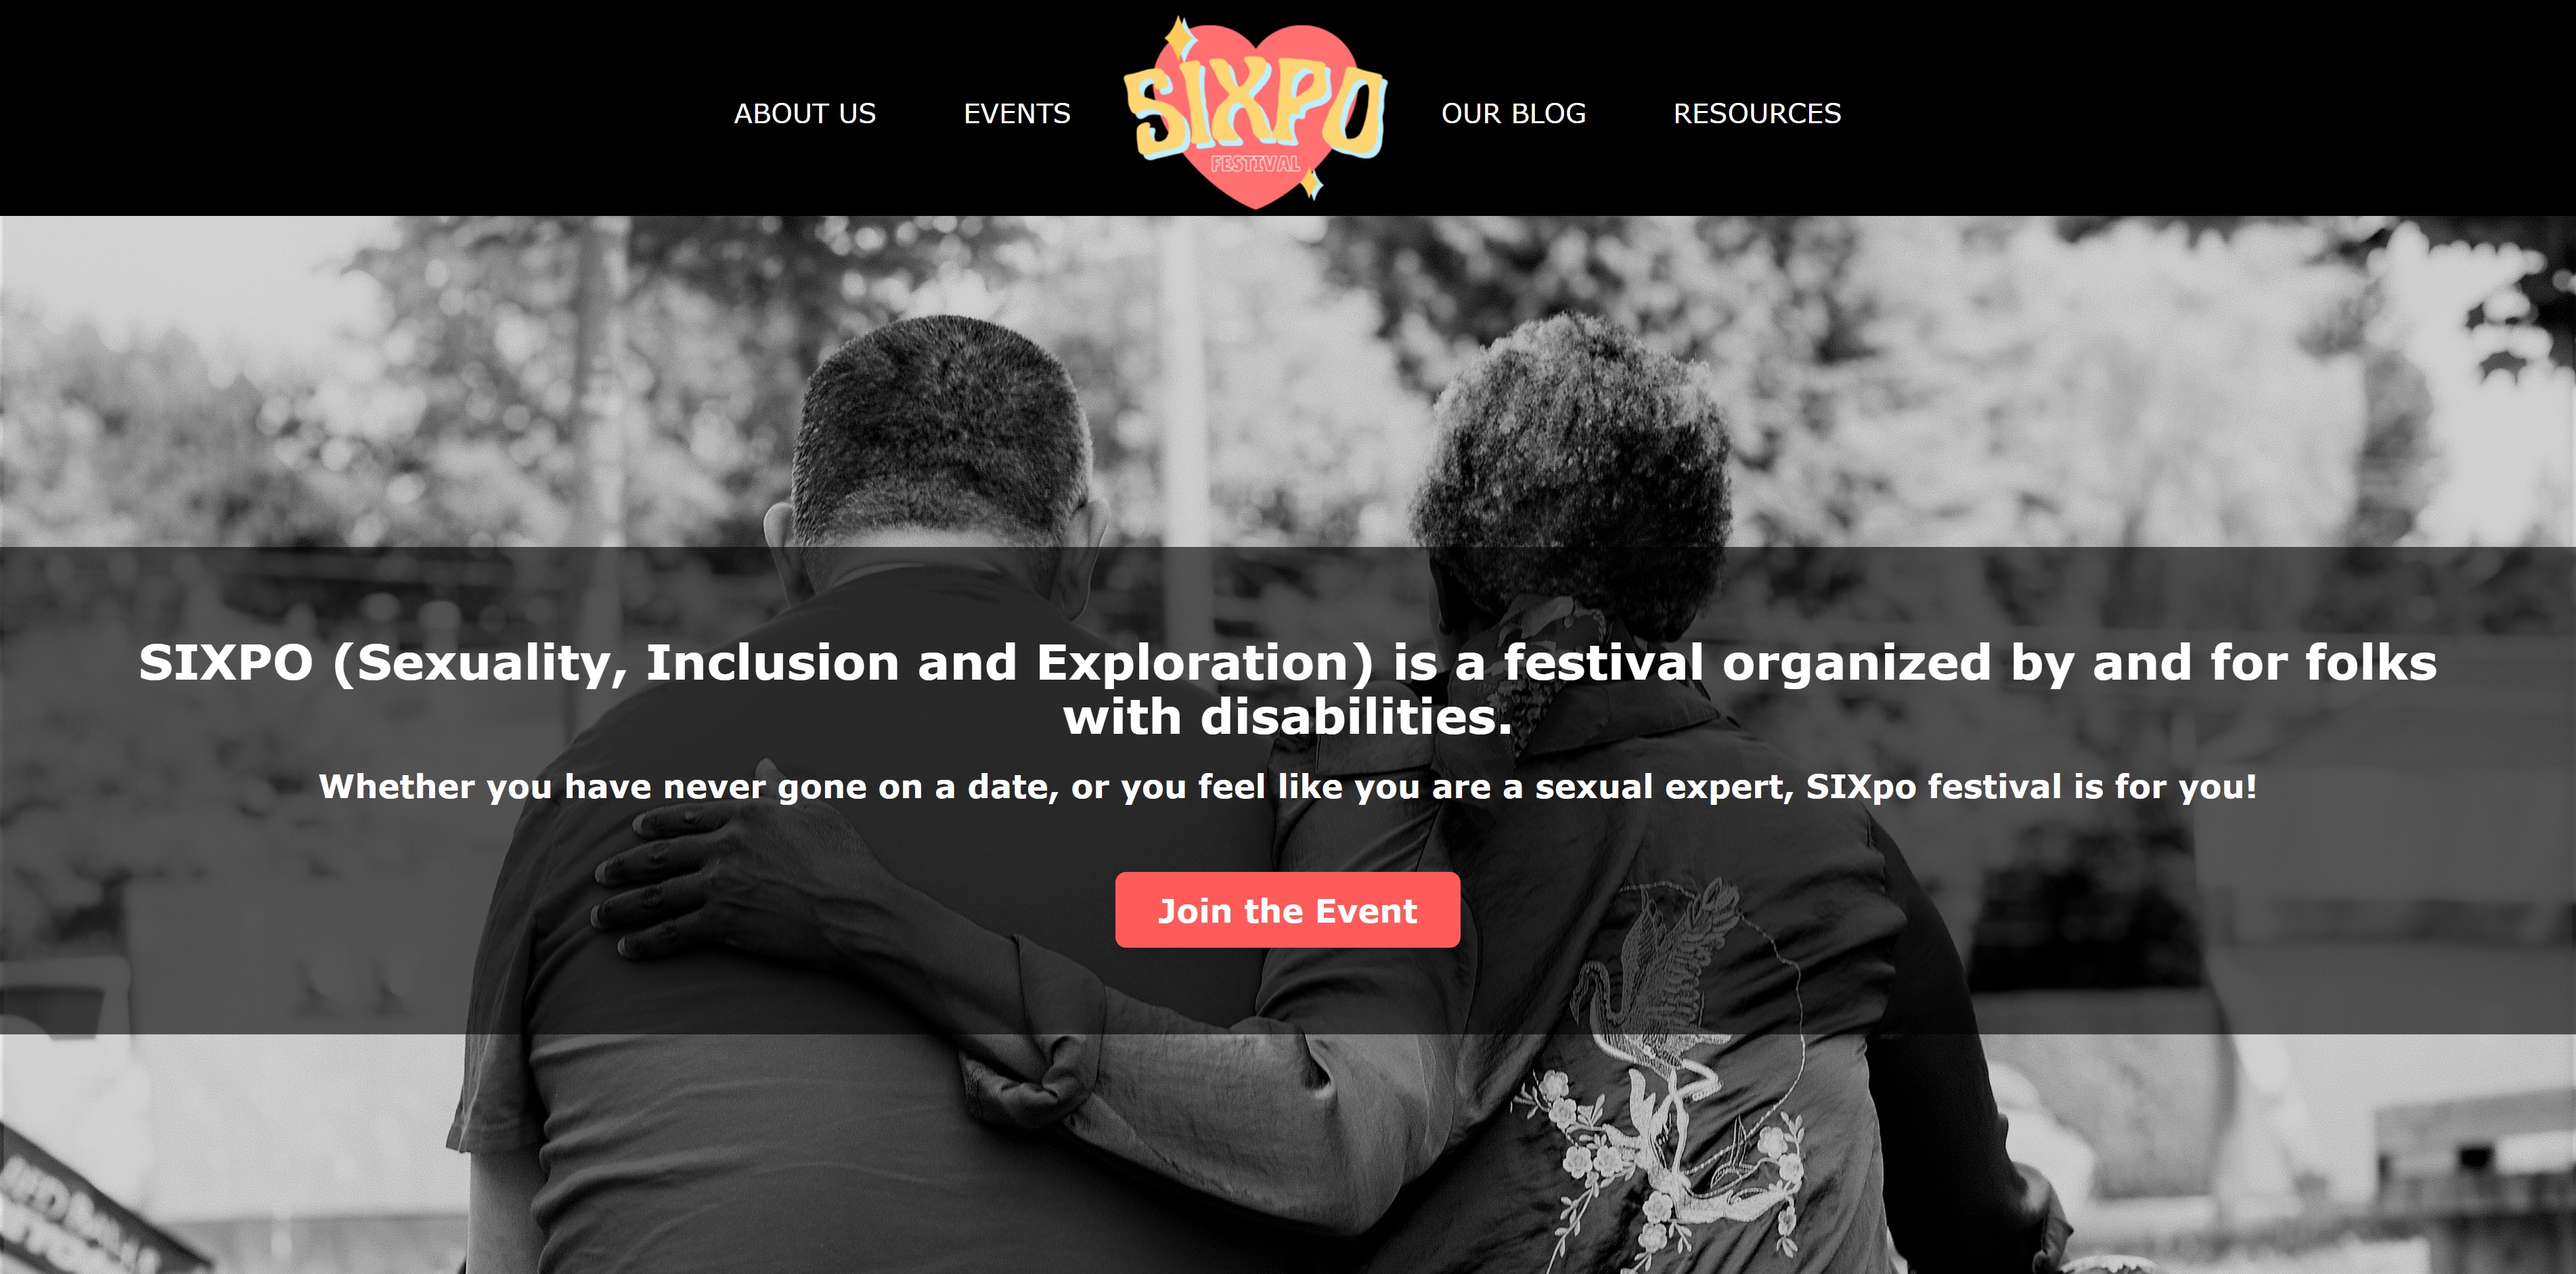 ABOUT US
EVENTS
SIXPO
FESTIVAL
OUR BLOG
RESOURCES
SIXPO (Sexuality, Inclusion and Exploration) is a festival organized by and for folks
with disabilities.
Whether you have never gone on a date, or you feel like you are a sexual expert, SIXpo festival is for you!
Join the Event